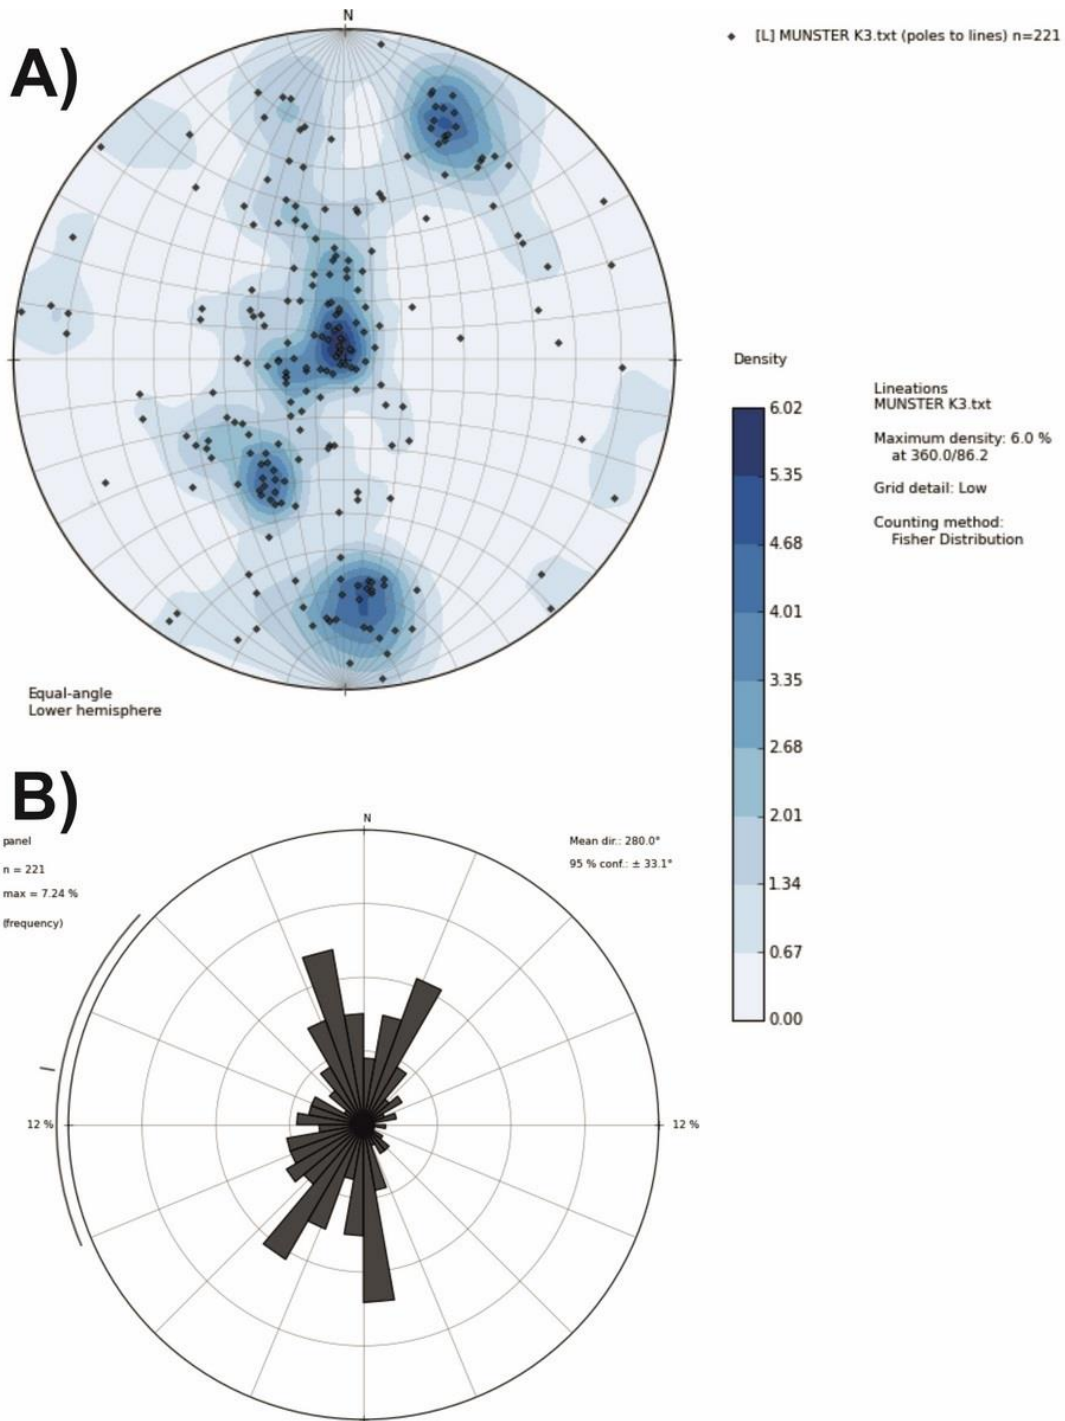 A)
N
[L] MUNSTER K3.txt (poles to lines) n=221
Equal-angle
Lower hemisphere
Density
6.02
5.35
4.68
4.01
3.35
2.68
2.01
1.34
0.67
0.00
Lineations
MUNSTER K3.txt
Maximum density: 6.0 %
at 360.0/86.2
Grid detail: Low
Counting method:
Fisher Distribution
B)
panel
n = 221
max = 7.24 %
(frequency)
N
Mean dir.: 280.0°
95 % conf.: ± 33.1°
12 %
12 %